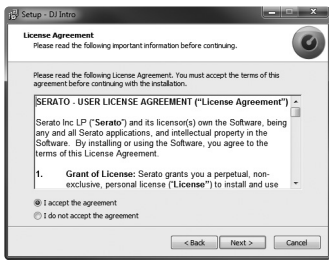 Setup - DJ Intro
License Agreement
Please read the following important information before continuing.
Please read the following License Agreement. You must accept the terms of this
agreement before continuing with the installation.
SERATO - USER LICENSE AGREEMENT ("License Agreement")
Serato Inc LP ("Serato") and its licensor(s) own the Software, being
any and all Serato applications, and intellectual property in the
Software. By installing or using the Software, you agree to the
terms of this License Agreement.
1. Grant of License: Serato grants you a perpetual, non-
exclusive, personal license ("License") to install and use
I accept the agreement
I do not accept the agreement
< Back Next > Cancel